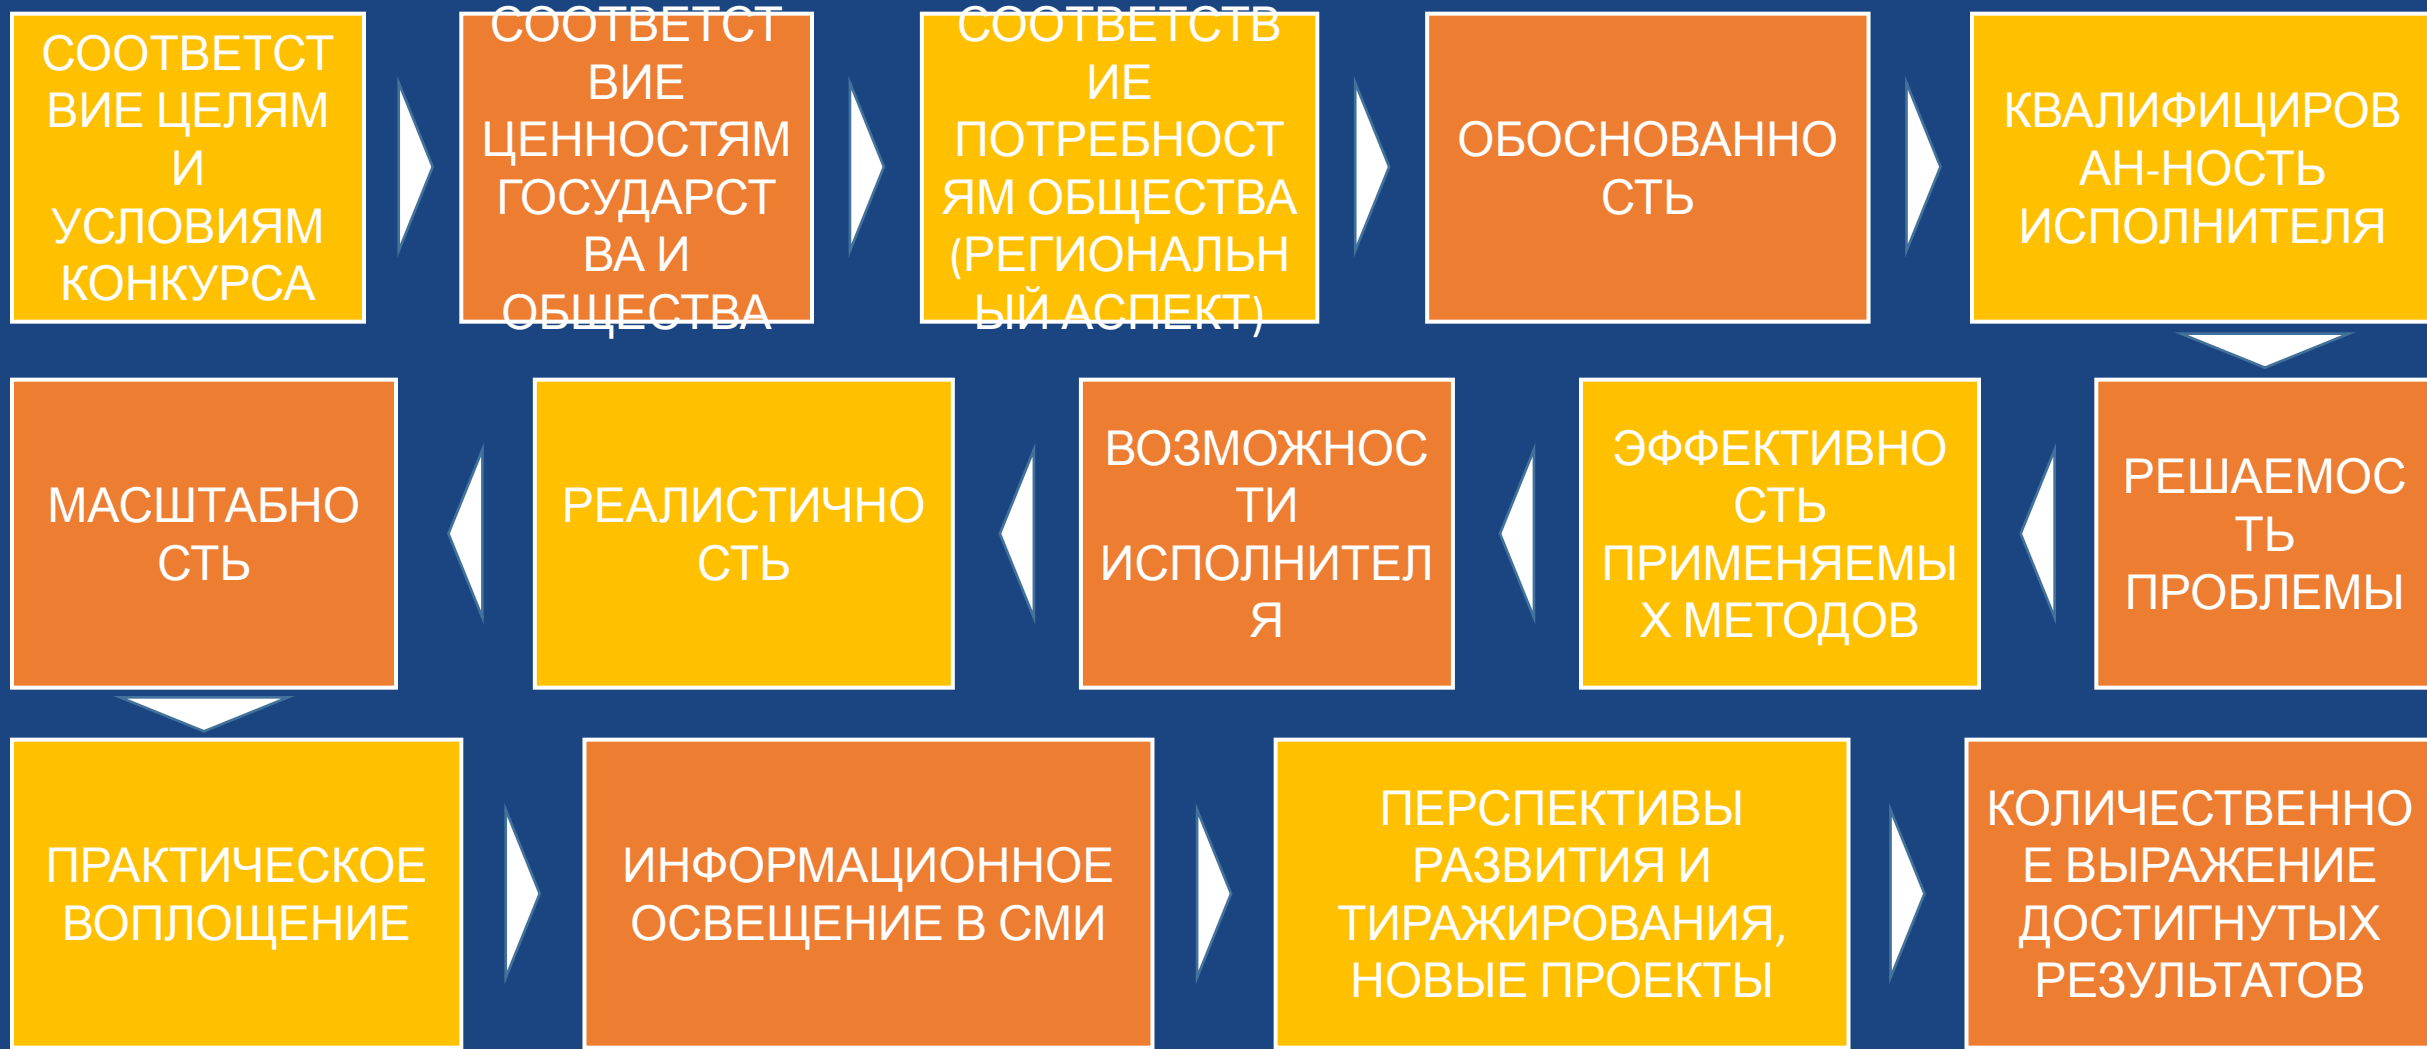 СООТВЕТСТ
ВИЕ ЦЕЛЯМ
И
УСЛОВИЯМ
КОНКУРСА
СООТВЕТСТ
ВИЕ
ЦЕННОСТЯМ
ГОСУДАРСТ
ВА И
ОБЩЕСТВА
СООТВЕТСТВ
ИЕ
ПОТРЕБНОСТ
ЯМ ОБЩЕСТВА
(РЕГИОНАЛЬН
ЫЙ АСПЕКТ)
ОБОСНОВАННО
СТЬ
КВАЛИФИЦИРОВ
АН-НОСТЬ
ИСПОЛНИТЕЛЯ
РЕШАЕМОС
ТЬ
ПРОБЛЕМЫ
ЭФФЕКТИВНО
СТЬ
ПРИМЕНЯЕМЫ
Х МЕТОДОВ
ВОЗМОЖНОС
ТИ
ИСПОЛНИТЕЛ
Я
РЕАЛИСТИЧНО
СТЬ
МАСШТАБНО
СТЬ
ПРАКТИЧЕСКОЕ
ВОПЛОЩЕНИЕ
ИНФОРМАЦИОННОЕ
ОСВЕЩЕНИЕ В СМИ
ПЕРСПЕКТИВЫ
РАЗВИТИЯ И
ТИРАЖИРОВАНИЯ,
НОВЫЕ ПРОЕКТЫ
КОЛИЧЕСТВЕННО
Е ВЫРАЖЕНИЕ
ДОСТИГНУТЫХ
РЕЗУЛЬТАТОВ